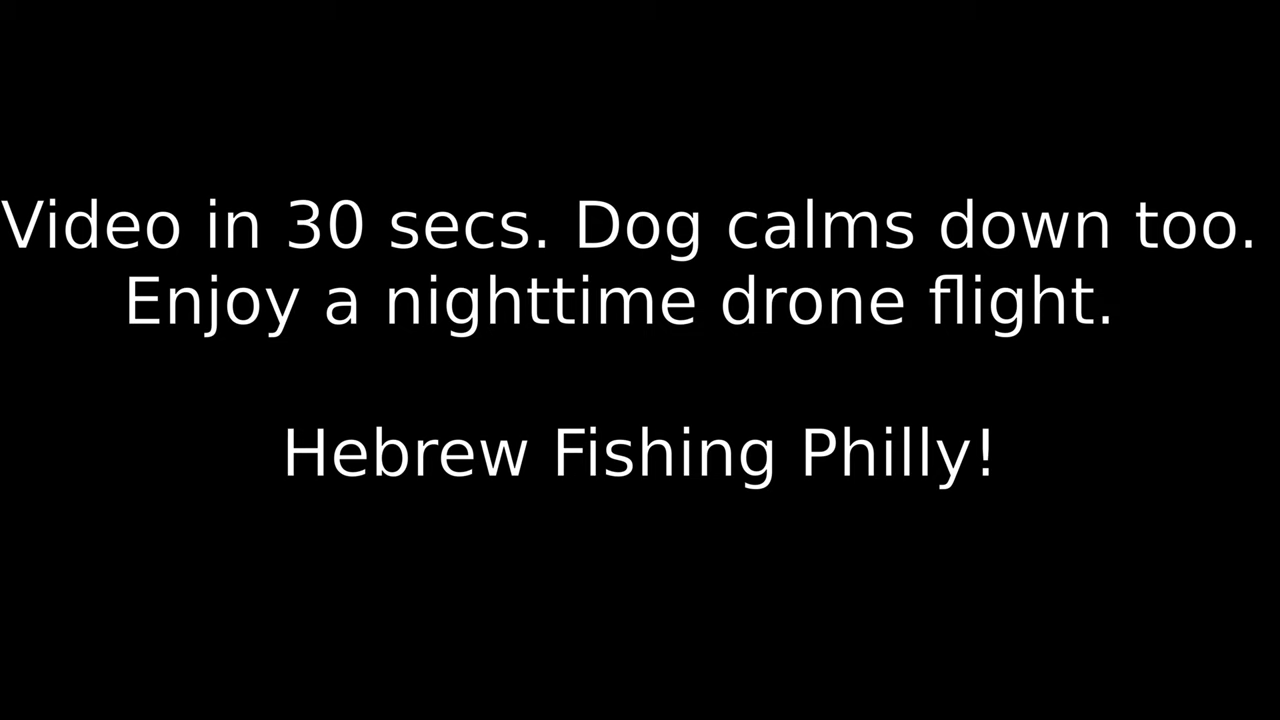 Video in 30 secs. Dog calms down too.
Enjoy a nighttime drone flight.
Hebrew Fishing Philly!